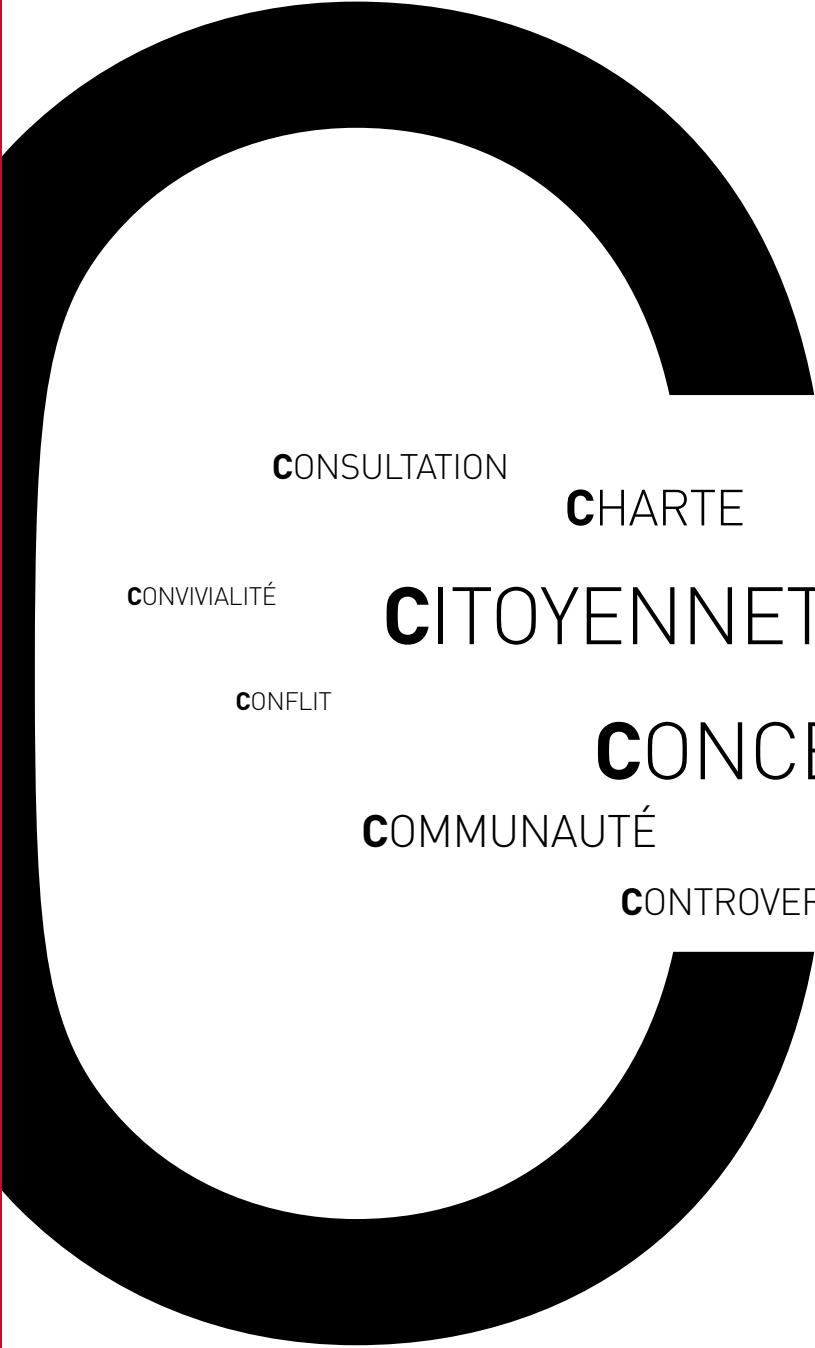 C
CONSULTATION
CHARTE
CONVIVIALITÉ
CITOYENNET
CONFLIT
CONCE
COMMUNAUTÉ
CONTROVER